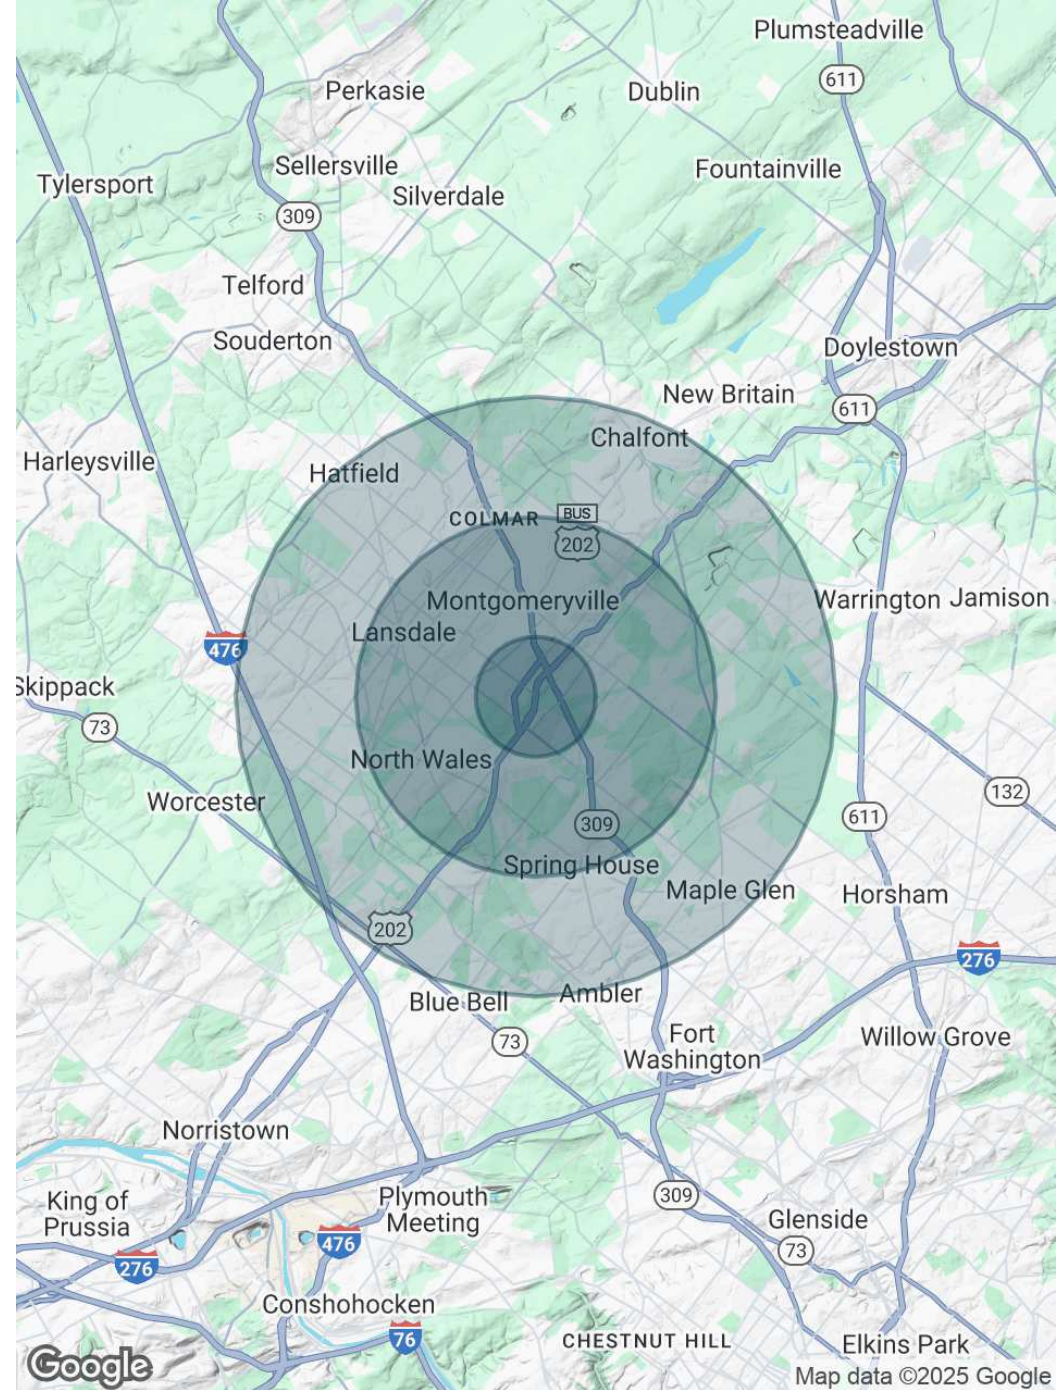 Plumsteadville
611
Perkasie
Dublin
Sellersville
Fountainville
Tylersport
Silverdale
309
Telford
Souderton
Doylestown
New Britain
611
Chalfont
Harleysville
Hatfield
COLMAR
BUS
202
Montgomeryville
Warrington
Jamison
Lansdale
476
Skippack
73
North Wales
Worcester
132
309
611
Spring House
Maple Glen
Horsham
202
276
Ambler
Blue Bell
Fort
Washington
Willow Grove
73
Norristown
King of
Prussia
Plymouth
Meeting
309
Glenside
73
476
276
Conshohocken
76
CHESTNUT HILL
Elkins Park
Google
Map data ©2025 Google